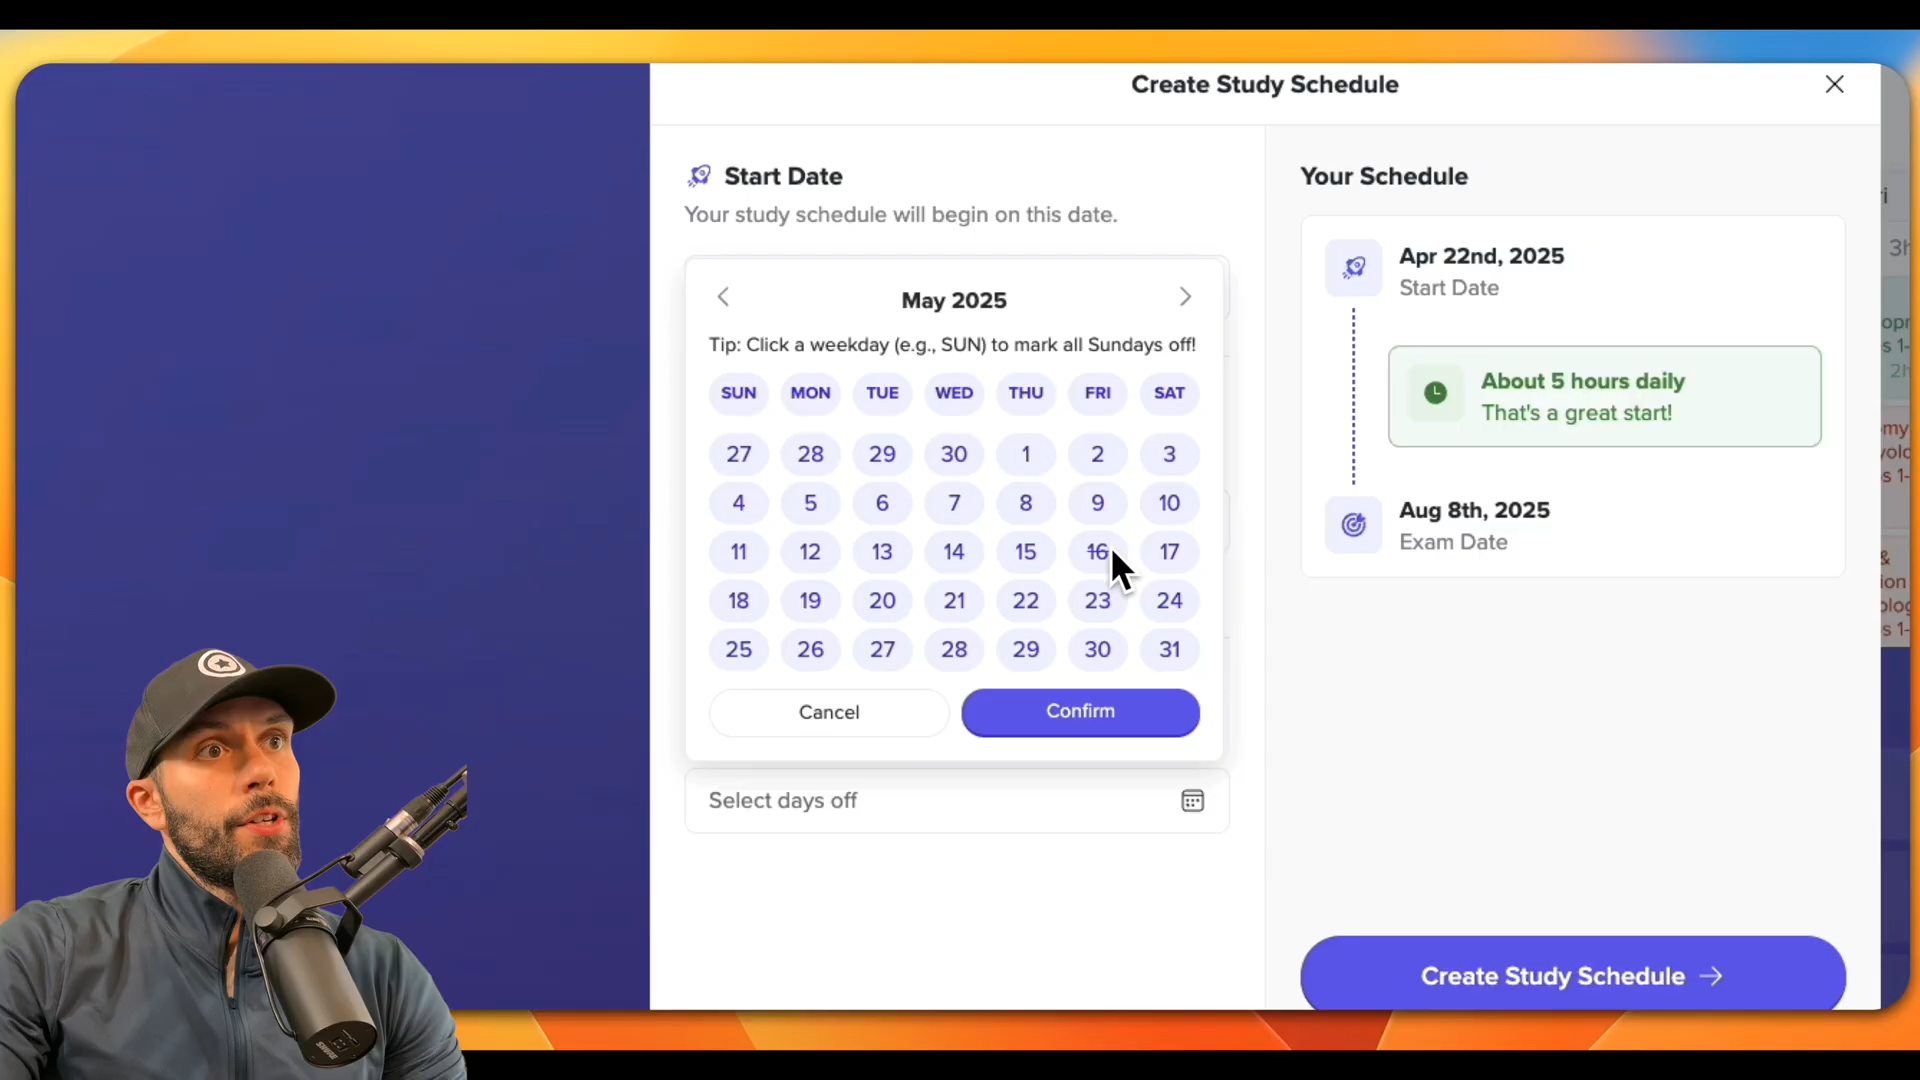 Create Study Schedule
Start Date
Your study schedule will begin on this date.
May 2025
Tip: Click a weekday (e.g., SUN) to mark all Sundays off!
SUN MON TUE WED THU FRI SAT
27 28 29 30 1 2 3
4 5 6 7 8 9 10
11 12 13 14 15 16 17
18 19 20 21 22 23 24
25 26 27 28 29 30 31
Cancel Confirm
Select days off
Your Schedule
Apr 22nd, 2025
Start Date
About 5 hours daily
That's a great start!
Aug 8th, 2025
Exam Date
Create Study Schedule